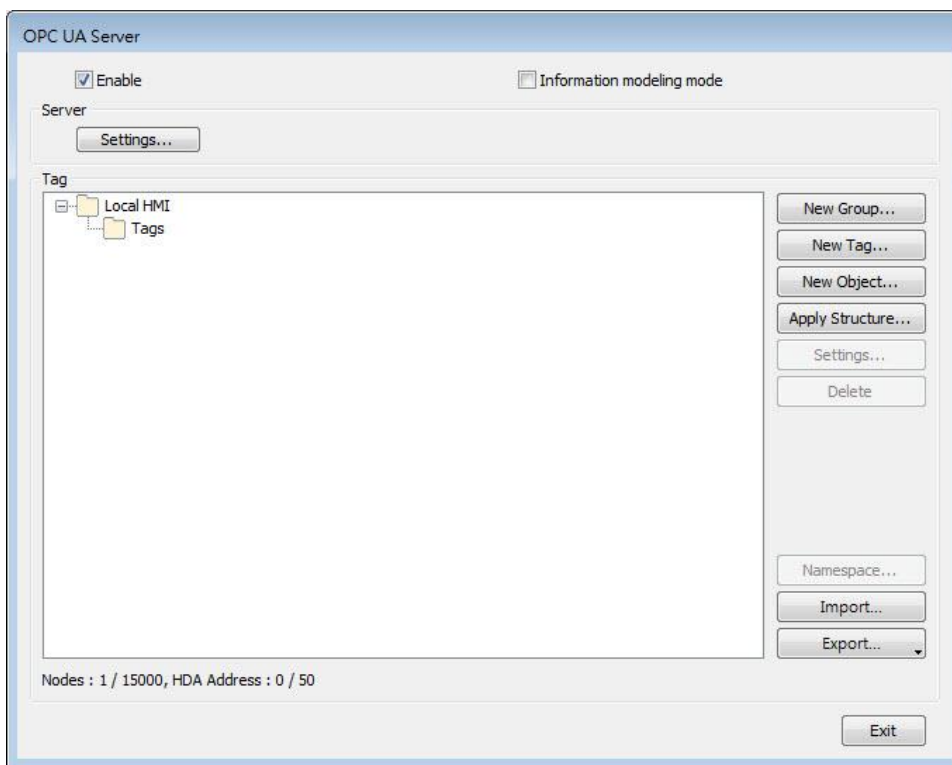 OPC UA Server
Enable
Information modeling mode
Server
Settings...
Tag
Local HMI
Tags
New Group...
New Tag...
New Object...
Apply Structure...
Settings...
Delete
Namespace...
Import...
Export...
Nodes : 1 / 15000, HDA Address : 0 / 50
Exit